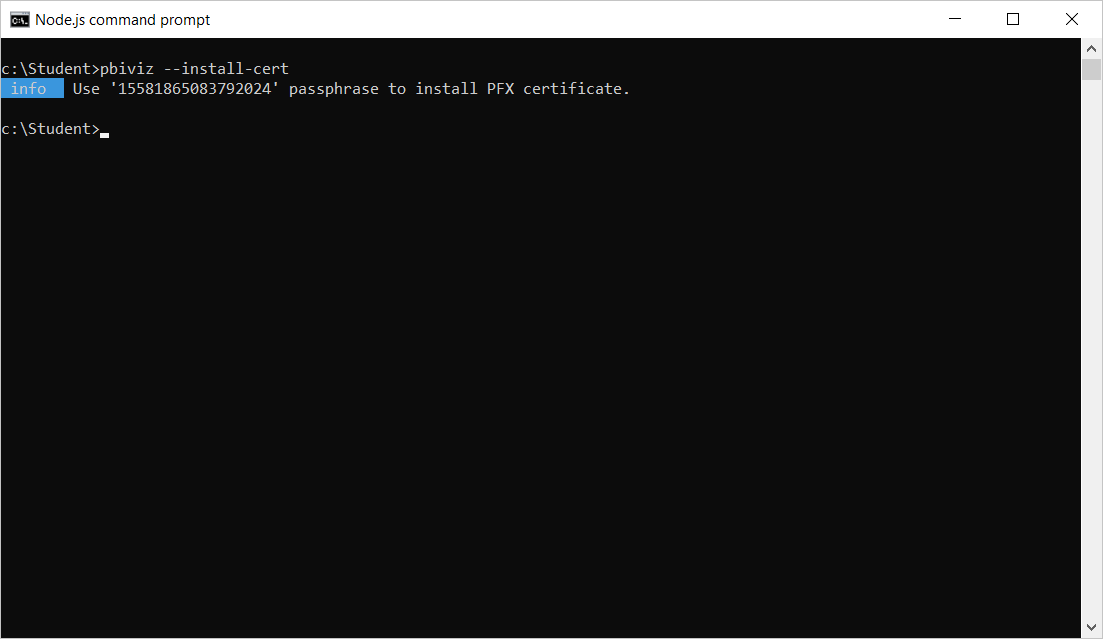 Node.js command prompt
c:\Student>pbiviz --install-cert
info Use '15581865083792024' passphrase to install PFX certificate.
c:\Student>